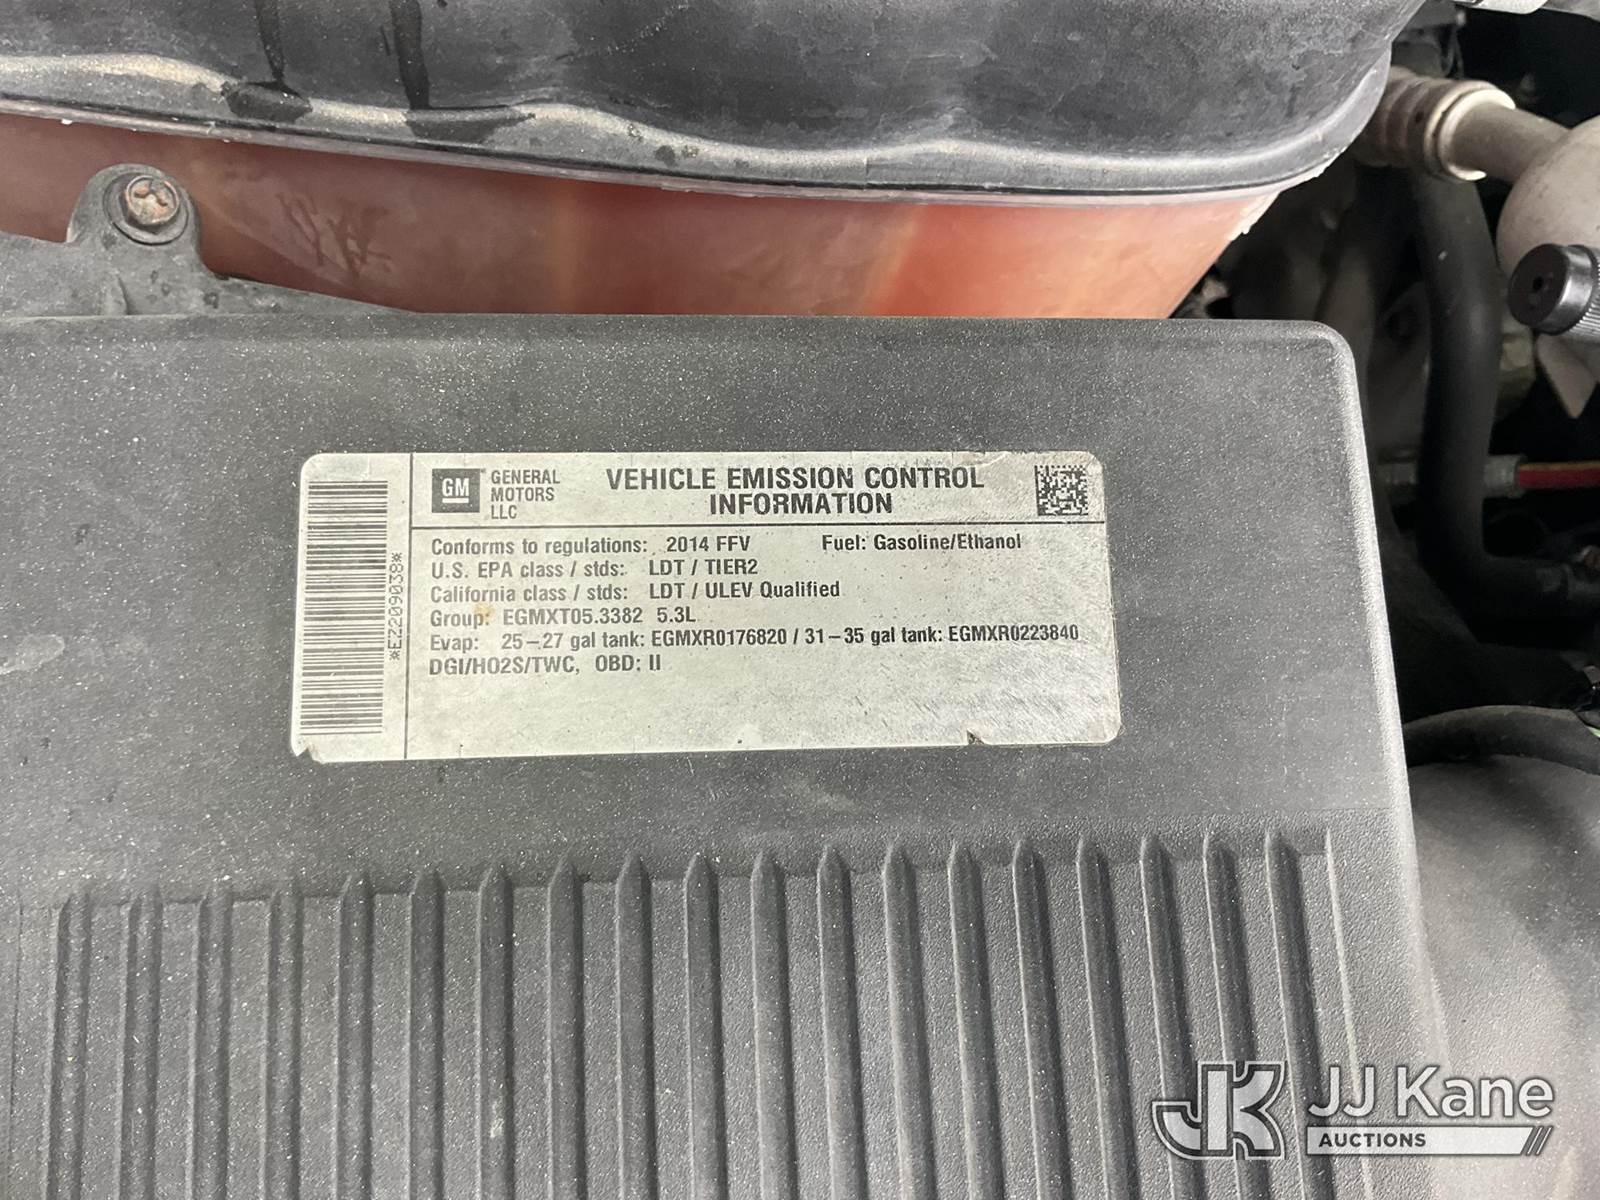 GM GENERAL MOTORS LLC
VEHICLE EMISSION CONTROL
INFORMATION
Conforms to regulations: 2014 FFV Fuel: Gasoline/Ethanol
U.S. EPA class / stds: LDT / TIER2
California class / stds: LDT / ULEV Qualified
Group: EGMXT05.3382 5.3L
Evap: 25-27 gal tank: EGMXR0176820 / 31-35 gal tank: EGMXR0223840
DGI/HO2S/TWC, OBD: II
*EZ2209038*
JK JJ Kane
AUCTIONS